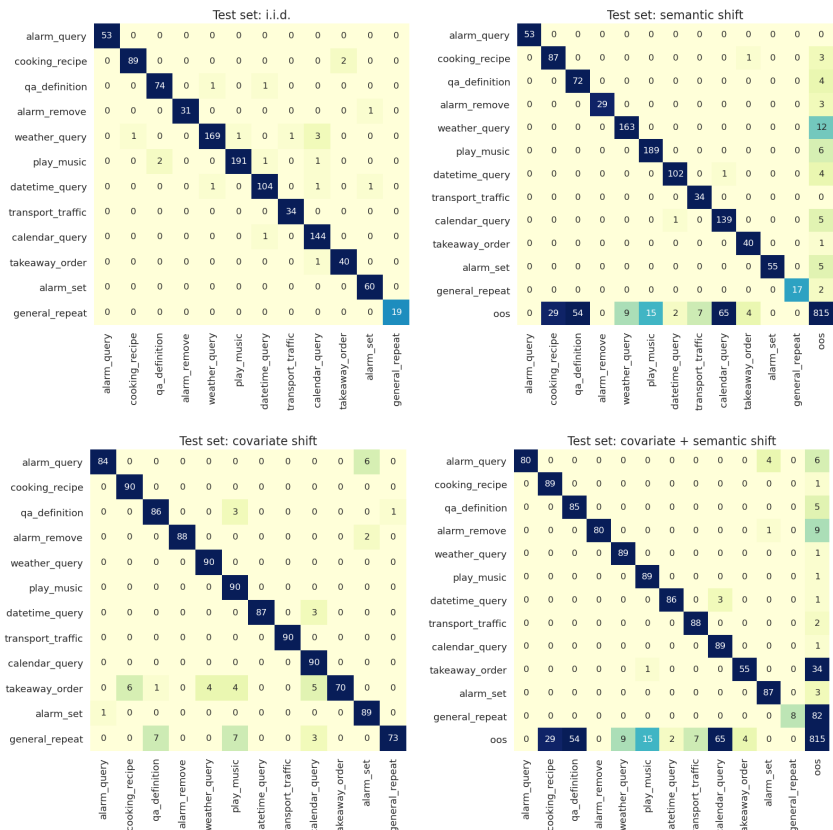 Test set: i.i.d.
alarm_query 53 0 0 0 0 0 0 0 0 0 0 0
cooking_recipe 0 89 0 0 0 0 0 0 0 2 0 0
qa_definition 0 0 74 0 1 0 1 0 0 0 0 0
alarm_remove 0 0 0 31 0 0 0 0 0 0 1 0
weather_query 0 1 0 0 169 1 0 1 3 0 0 0
play_music 0 0 2 0 0 191 1 0 1 0 0 0
datetime_query 0 0 0 0 1 0 104 0 1 0 1 0
transport_traffic 0 0 0 0 0 0 0 34 0 0 0 0
calendar_query 0 0 0 0 0 0 1 0 144 0 0 0
takeaway_order 0 0 0 0 0 0 0 0 1 40 0 0
alarm_set 0 0 0 0 0 0 0 0 0 0 60 0
general_repeat 0 0 0 0 0 0 0 0 0 0 0 19
alarm_query
cooking_recipe
qa_definition
alarm_remove
weather_query
play_music
datetime_query
transport_traffic
calendar_query
takeaway_order
alarm_set
general_repeat
Test set: semantic shift
alarm_query 53 0 0 0 0 0 0 0 0 0 0 0 0
cooking_recipe 0 87 0 0 0 0 0 0 0 1 0 0 3
qa_definition 0 0 72 0 0 0 0 0 0 0 0 0 4
alarm_remove 0 0 0 29 0 0 0 0 0 0 0 0 3
weather_query 0 0 0 0 163 0 0 0 0 0 0 0 12
play_music 0 0 0 0 0 189 0 0 0 0 0 0 6
datetime_query 0 0 0 0 0 0 102 0 1 0 0 0 4
transport_traffic 0 0 0 0 0 0 0 34 0 0 0 0 0
calendar_query 0 0 0 0 0 0 1 0 139 0 0 0 5
takeaway_order 0 0 0 0 0 0 0 0 0 40 0 0 1
alarm_set 0 0 0 0 0 0 0 0 0 0 55 0 5
general_repeat 0 0 0 0 0 0 0 0 0 0 0 17 2
oos 0 29 54 0 9 15 2 7 65 4 0 0 815
alarm_query
cooking_recipe
qa_definition
alarm_remove
weather_query
play_music
datetime_query
transport_traffic
calendar_query
takeaway_order
alarm_set
general_repeat
oos
Test set: covariate shift
alarm_query 84 0 0 0 0 0 0 0 0 0 6 0
cooking_recipe 0 90 0 0 0 0 0 0 0 0 0 0
qa_definition 0 0 86 0 0 3 0 0 0 0 0 1
alarm_remove 0 0 0 88 0 0 0 0 0 0 2 0
weather_query 0 0 0 0 90 0 0 0 0 0 0 0
play_music 0 0 0 0 0 90 0 0 0 0 0 0
datetime_query 0 0 0 0 0 0 87 0 3 0 0 0
transport_traffic 0 0 0 0 0 0 0 90 0 0 0 0
calendar_query 0 0 0 0 0 0 0 0 90 0 0 0
takeaway_order 0 6 1 0 4 4 0 0 5 70 0 0
alarm_set 1 0 0 0 0 0 0 0 0 0 89 0
general_repeat 0 0 7 0 0 7 0 0 3 0 0 73
alarm_query
cooking_recipe
qa_definition
alarm_remove
weather_query
play_music
datetime_query
ansport_traffic
calendar_query
akeaway_order
alarm_set
general_repeat
Test set: covariate + semantic shift
alarm_query 80 0 0 0 0 0 0 0 0 0 4 0 6
cooking_recipe 0 89 0 0 0 0 0 0 0 0 0 0 1
qa_definition 0 0 85 0 0 0 0 0 0 0 0 0 5
alarm_remove 0 0 0 80 0 0 0 0 0 0 1 0 9
weather_query 0 0 0 0 89 0 0 0 0 0 0 0 1
play_music 0 0 0 0 0 89 0 0 0 0 0 0 1
datetime_query 0 0 0 0 0 0 86 0 3 0 0 0 1
transport_traffic 0 0 0 0 0 0 0 88 0 0 0 0 2
calendar_query 0 0 0 0 0 0 0 0 89 0 0 0 1
takeaway_order 0 0 0 0 0 1 0 0 0 55 0 0 34
alarm_set 0 0 0 0 0 0 0 0 0 0 87 0 3
general_repeat 0 0 0 0 0 0 0 0 0 0 0 8 82
oos 0 29 54 0 9 15 2 7 65 4 0 0 815
alarm_query
cooking_recipe
qa_definition
alarm_remove
weather_query
play_music
datetime_query
ansport_traffic
calendar_query
akeaway_order
alarm_set
general_repeat
oos